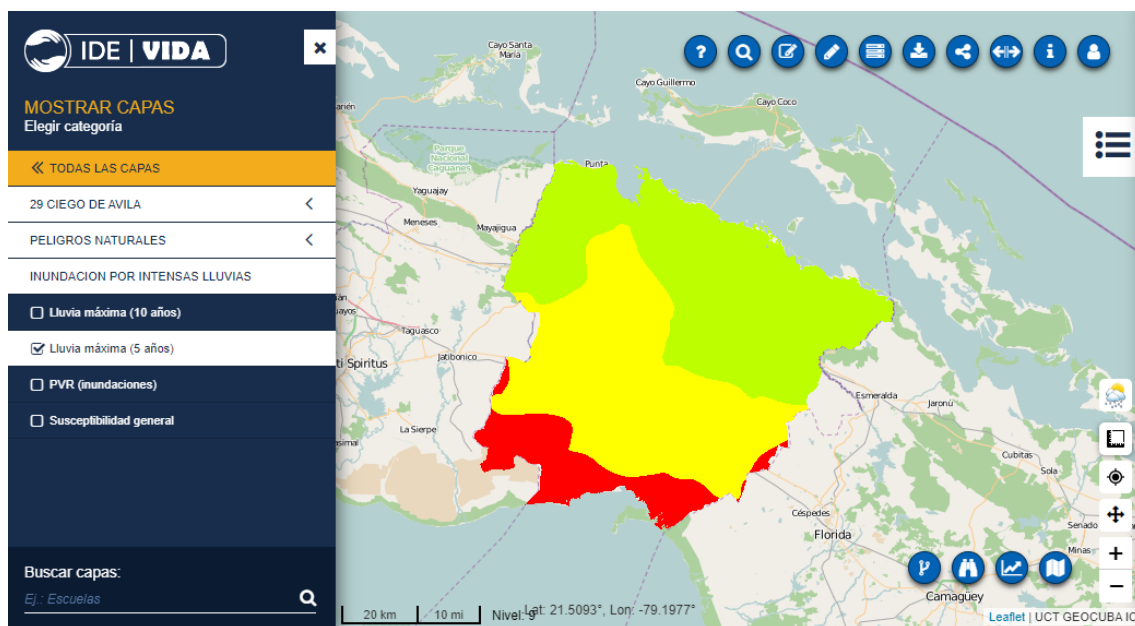 IDE | VIDA
MOSTRAR CAPAS
Elegir categoría
TODAS LAS CAPAS
29 CIEGO DE AVILA
PELIGROS NATURALES
INUNDACION POR INTENSAS LLUVIAS
Lluvia máxima (10 años)
Lluvia máxima (5 años)
PVR (inundaciones)
Susceptibilidad general
Buscar capas:
Ej.: Escuelas
Cayo Santa
María
Cayo Guillermo
Cayo Coco
Parque
Nacional
Caguanes
Punta
Yaguajay
Meneses
Mayajigua
Taguasco
Jatibonico
ti Spiritus
La Sierpe
Esmeralda
Jaronú
Cubitas
Sola
Céspedes
Florida
Senado
Minas
Camagüey
20 km
10 mi
Nivel: 9
Lat: 21.5093°, Lon: -79.1977°
Leaflet | UCT GEOCUBA IC